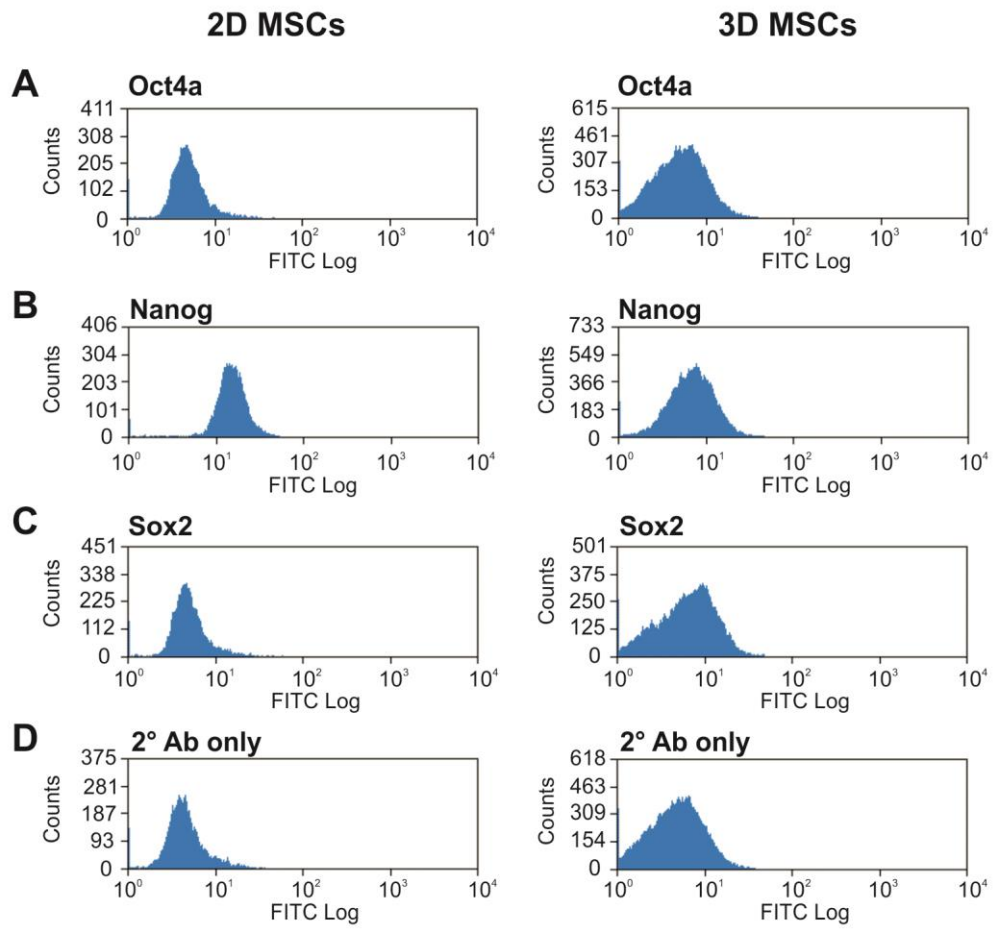 2D MSCs 3D MSCs
A
Oct4a
411
308
205
102
0
Counts
10⁰ 10¹ 10² 10³ 10⁴
FITC Log
Oct4a
615
461
307
153
0
Counts
10⁰ 10¹ 10² 10³ 10⁴
FITC Log
B
Nanog
406
304
203
101
0
Counts
10⁰ 10¹ 10² 10³ 10⁴
FITC Log
Nanog
733
549
366
183
0
Counts
10⁰ 10¹ 10² 10³ 10⁴
FITC Log
C
Sox2
451
338
225
112
0
Counts
10⁰ 10¹ 10² 10³ 10⁴
FITC Log
Sox2
501
375
250
125
0
Counts
10⁰ 10¹ 10² 10³ 10⁴
FITC Log
D
2° Ab only
375
281
187
93
0
Counts
10⁰ 10¹ 10² 10³ 10⁴
FITC Log
2° Ab only
618
463
309
154
0
Counts
10⁰ 10¹ 10² 10³ 10⁴
FITC Log